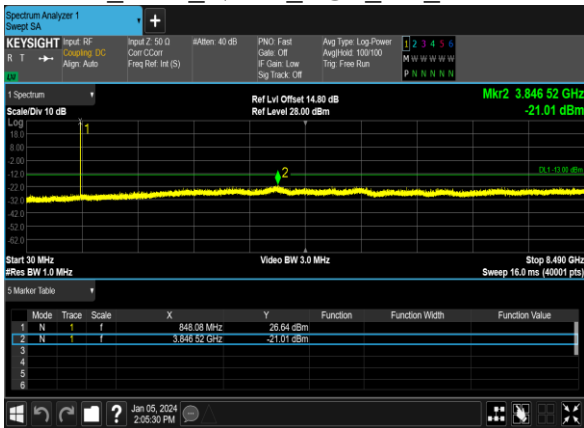 Spectrum Analyzer 1
Swept SA
+
KEYSIGHT
R T
LV
Input: RF
Coupling: DC
Align: Auto
Input Z: 50 Ω
Corr CCorr
Freq Ref: Int (S)
#Atten: 40 dB
PNO: Fast
Gate: Off
IF Gain: Low
Sig Track: Off
Avg Type: Log-Power
Avg|Hold: 100/100
Trig: Free Run
1 2 3 4 5 6
M W W W W W
P N N N N N
1 Spectrum
Scale/Div 10 dB
Ref Lvl Offset 14.80 dB
Ref Level 28.00 dBm
Mkr2 3.846 52 GHz
-21.01 dBm
Log
18.0
8.00
-2.00
-12.0
-22.0
-32.0
-42.0
-52.0
-62.0
1
2
DL1 -13.00 dBm
Start 30 MHz
#Res BW 1.0 MHz
Video BW 3.0 MHz
Stop 8.490 GHz
Sweep 16.0 ms (40001 pts)
5 Marker Table
Mode Trace Scale X Y Function Function Width Function Value
1 N 1 f 848.08 MHz 26.64 dBm
2 N 1 f 3.846 52 GHz -21.01 dBm
3
4
5
6
?
Jan 05, 2024
2:05:30 PM